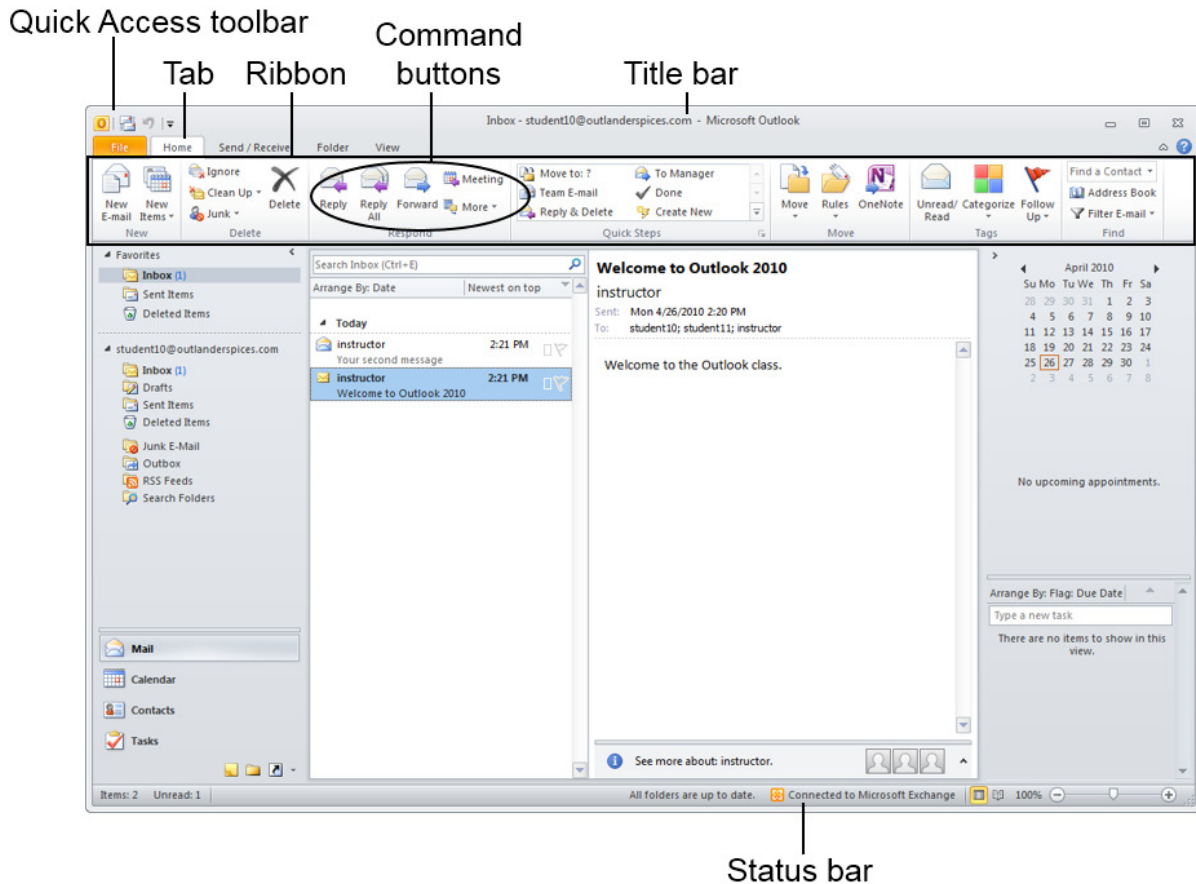 Quick Access toolbar
Tab
Ribbon
Command
buttons
Title bar
Inbox - student10@outlanderspices.com - Microsoft Outlook
File Home Send / Receive Folder View
New E-mail
New Items
Ignore
Clean Up
Junk
Delete
Reply
Reply All
Forward
Meeting
More
Move to: ?
Team E-mail
Reply & Delete
To Manager
Done
Create New
Move
Rules
OneNote
Unread/ Read
Categorize
Follow Up
Find a Contact
Address Book
Filter E-mail
New Delete Respond Quick Steps Move Tags Find
Favorites
Inbox (1)
Sent Items
Deleted Items
student10@outlanderspices.com
Inbox (1)
Drafts
Sent Items
Deleted Items
Junk E-Mail
Outbox
RSS Feeds
Search Folders
Mail
Calendar
Contacts
Tasks
Search Inbox (Ctrl+E)
Arrange By: Date Newest on top
Today
instructor 2:21 PM
Your second message
instructor 2:21 PM
Welcome to Outlook 2010
Welcome to Outlook 2010
instructor
Sent: Mon 4/26/2010 2:20 PM
To: student10; student11; instructor
Welcome to the Outlook class.
See more about: instructor.
April 2010
Su Mo Tu We Th Fr Sa
28 29 30 31 1 2 3
4 5 6 7 8 9 10
11 12 13 14 15 16 17
18 19 20 21 22 23 24
25 26 27 28 29 30 1
2 3 4 5 6 7 8
No upcoming appointments.
Arrange By: Flag: Due Date
Type a new task
There are no items to show in this
view.
Items: 2 Unread: 1
All folders are up to date. Connected to Microsoft Exchange 100%
Status bar